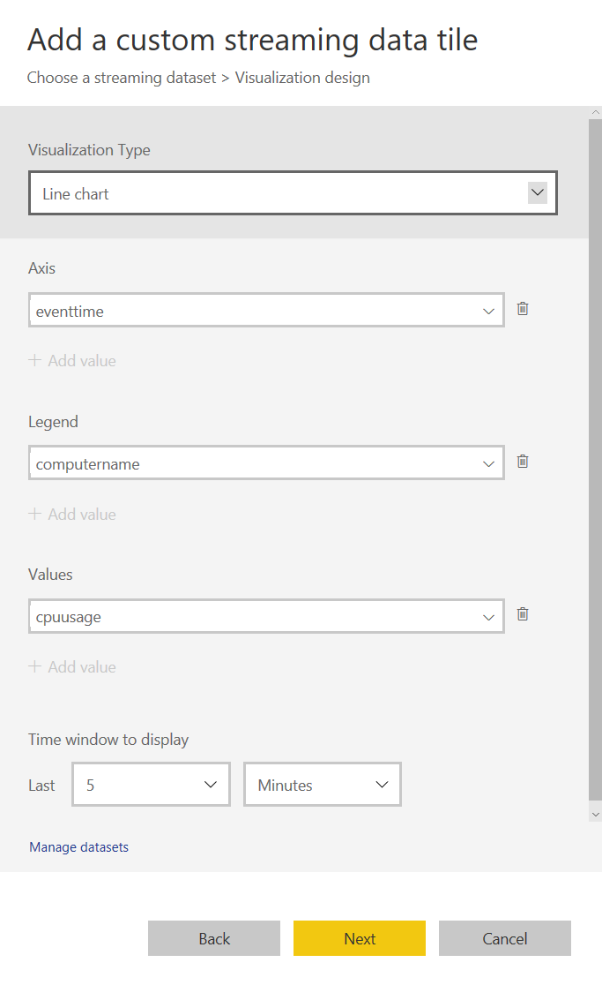 Add a custom streaming data tile
Choose a streaming dataset > Visualization design
Visualization Type
Line chart
Axis
eventtime
+ Add value
Legend
computername
+ Add value
Values
cpuusage
+ Add value
Time window to display
Last 5 Minutes
Manage datasets
Back Next Cancel